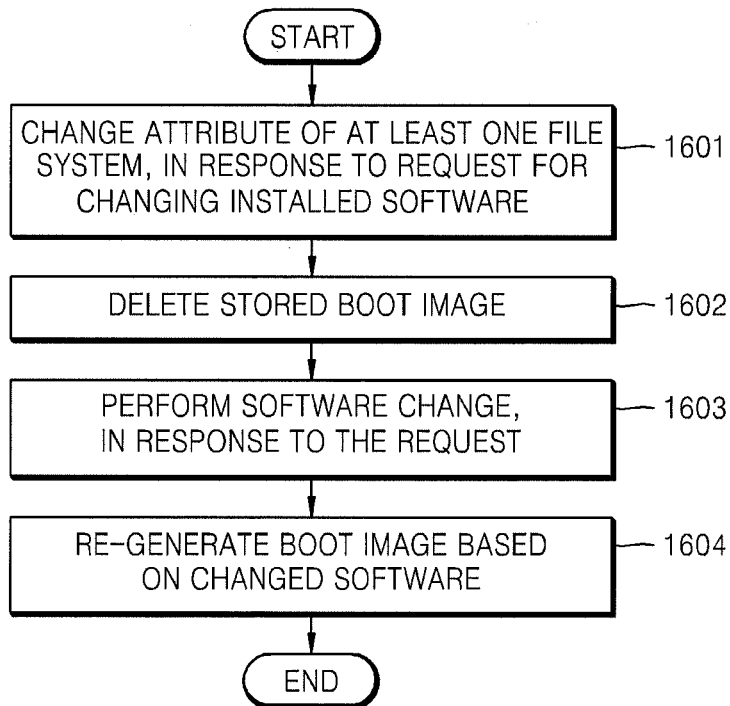 START
CHANGE ATTRIBUTE OF AT LEAST ONE FILE
SYSTEM, IN RESPONSE TO REQUEST FOR
CHANGING INSTALLED SOFTWARE
1601
DELETE STORED BOOT IMAGE
1602
PERFORM SOFTWARE CHANGE,
IN RESPONSE TO THE REQUEST
1603
RE-GENERATE BOOT IMAGE BASED
ON CHANGED SOFTWARE
1604
END